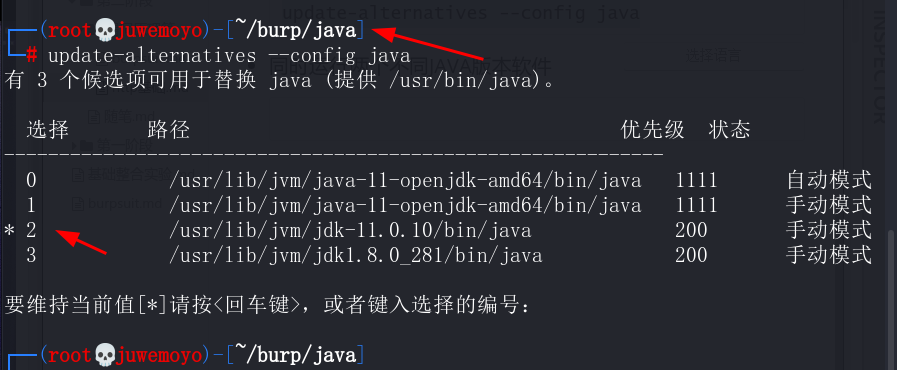 update-alternatives --config java
(root💀juwemoyo)-[~/burp/java]
# update-alternatives --config java
有 3 个候选项可用于替换 java (提供 /usr/bin/java)。
选择 路径 优先级 状态
------------------------------------------------------------
0 /usr/lib/jvm/java-11-openjdk-amd64/bin/java 1111 自动模式
1 /usr/lib/jvm/java-11-openjdk-amd64/bin/java 1111 手动模式
* 2 /usr/lib/jvm/jdk-11.0.10/bin/java 200 手动模式
3 /usr/lib/jvm/jdk1.8.0_281/bin/java 200 手动模式
要维持当前值[*]请按<回车键>，或者键入选择的编号：
(root💀juwemoyo)-[~/burp/java]
INSPECTOR